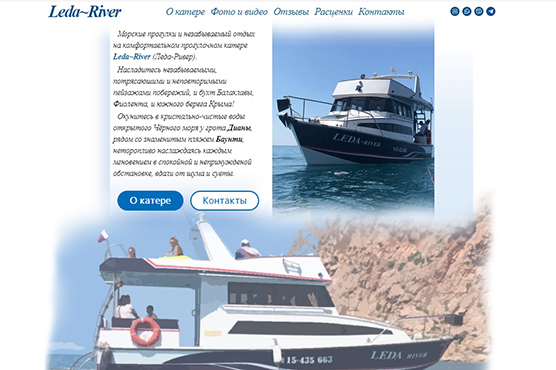 Leda~River
О катере Фото и видео Отзывы Расценки Контакты
Морские прогулки и незабываемый отдых
на комфортаельном прогулочном катере
Leda~River (Леда-Ривер).
Насладитесь незабываемыми,
потрясающими и неповторимыми
пейзажами побережий, и бухт Балаклавы,
Фиолента, и южного берега Крыма!
Окунитесь в кристально-чистые воды
открытого Чёрного моря у грота Дианы,
рядом со знаменитым пляжем Баунти,
неторопливо наслаждаясь каждым
мгновением в спокойной и непринужденой
обстановке, вдали от шума и суеты.
О катере
Контакты
LEDA-RIVER
15-435 663
LEDA RIVER